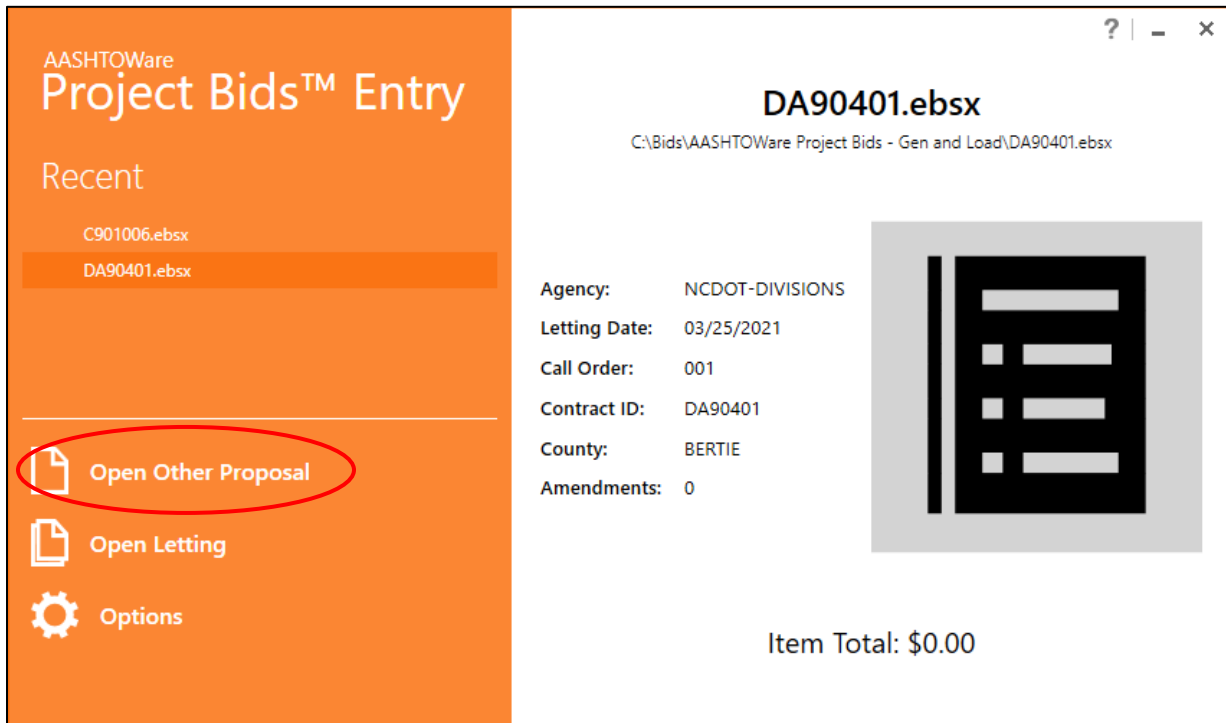 AASHTOWare
Project Bids™ Entry
Recent
C901006.ebsx
DA90401.ebsx
Open Other Proposal
Open Letting
Options
?
DA90401.ebsx
C:\Bids\AASHTOWare Project Bids - Gen and Load\DA90401.ebsx
Agency: NCDOT-DIVISIONS
Letting Date: 03/25/2021
Call Order: 001
Contract ID: DA90401
County: BERTIE
Amendments: 0
Item Total: $0.00